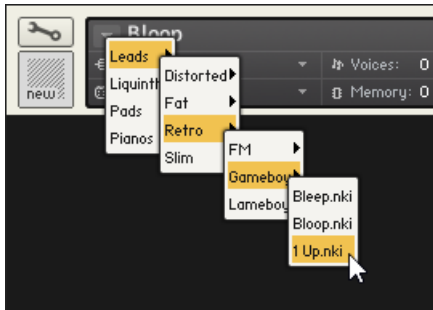 Bloop
Leads
Liquinth
Pads
Pianos
Distorted
Fat
Retro
Slim
FM
Gameboy
Lameboy
Bleep.nki
Bloop.nki
1 Up.nki
Voices: 0
Memory: 0
new